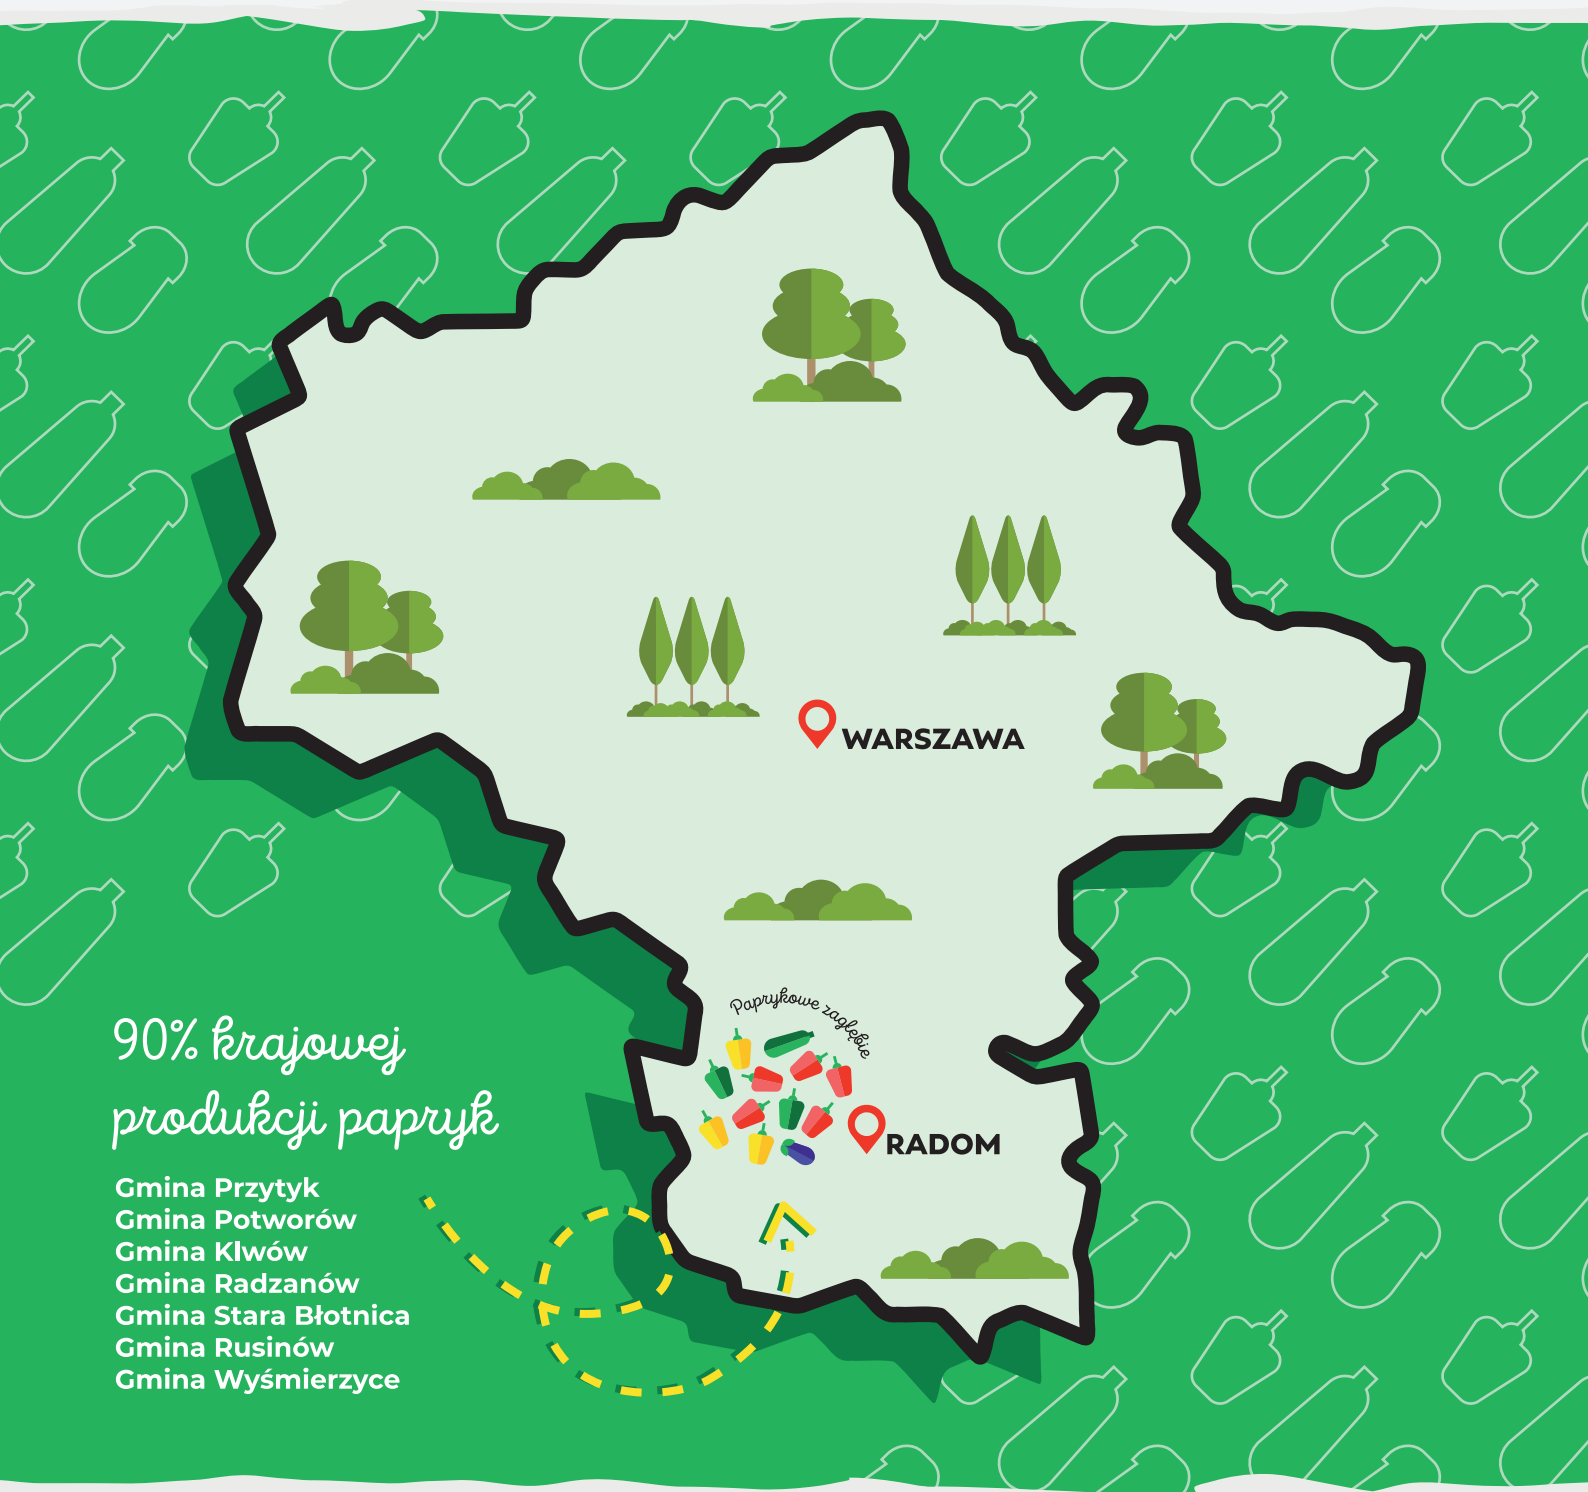 WARSZAWA
Paprykowe zagłębie
RADOM
90% krajowej
produkcji papryk
Gmina Przytyk
Gmina Potworów
Gmina Klwów
Gmina Radzanów
Gmina Stara Błotnica
Gmina Rusinów
Gmina Wyśmierzyce